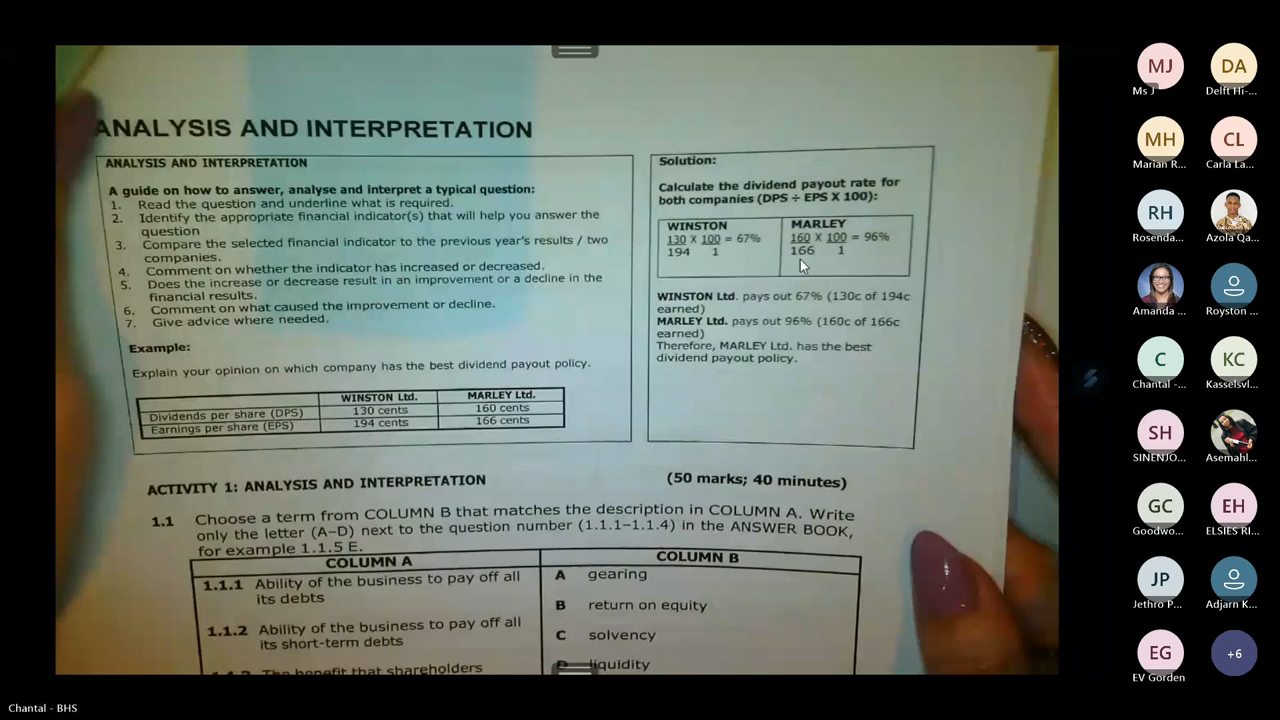 ANALYSIS AND INTERPRETATION
ANALYSIS AND INTERPRETATION
A guide on how to answer, analyse and interpret a typical question:
1. Read the question and underline what is required.
2. Identify the appropriate financial indicator(s) that will help you answer the
question
3. Compare the selected financial indicator to the previous year's results / two
companies.
4. Comment on whether the indicator has increased or decreased.
5. Does the increase or decrease result in an improvement or a decline in the
financial results.
6. Comment on what caused the improvement or decline.
7. Give advice where needed.
Example:
Explain your opinion on which company has the best dividend payout policy.
WINSTON Ltd. MARLEY Ltd.
Dividends per share (DPS) 130 cents 160 cents
Earnings per share (EPS) 194 cents 166 cents
Solution:
Calculate the dividend payout rate for
both companies (DPS ÷ EPS X 100):
WINSTON MARLEY
130 X 100 = 67% 160 X 100 = 96%
194 1 166 1
WINSTON Ltd. pays out 67% (130c of 194c
earned)
MARLEY Ltd. pays out 96% (160c of 166c
earned)
Therefore, MARLEY Ltd. has the best
dividend payout policy.
ACTIVITY 1: ANALYSIS AND INTERPRETATION (50 marks; 40 minutes)
1.1 Choose a term from COLUMN B that matches the description in COLUMN A. Write
only the letter (A–D) next to the question number (1.1.1–1.1.4) in the ANSWER BOOK,
for example 1.1.5 E.
COLUMN A COLUMN B
1.1.1 Ability of the business to pay off all
its debts
A gearing
B return on equity
1.1.2 Ability of the business to pay off all
its short-term debts
C solvency
D liquidity
The benefit that shareholders
MJ DA
Ms J Delft Hi-...
MH CL
Marian R... Carla La...
RH
Rosenda... Azola Qa...
Amanda ... Royston ...
C KC
Chantal -... Kasselsvl...
SH
SINENJO... Asemahl...
GC EH
Goodwo... ELSIES RI...
JP
Jethro P... Adjarn K...
EG +6
EV Gorden
Chantal - BHS